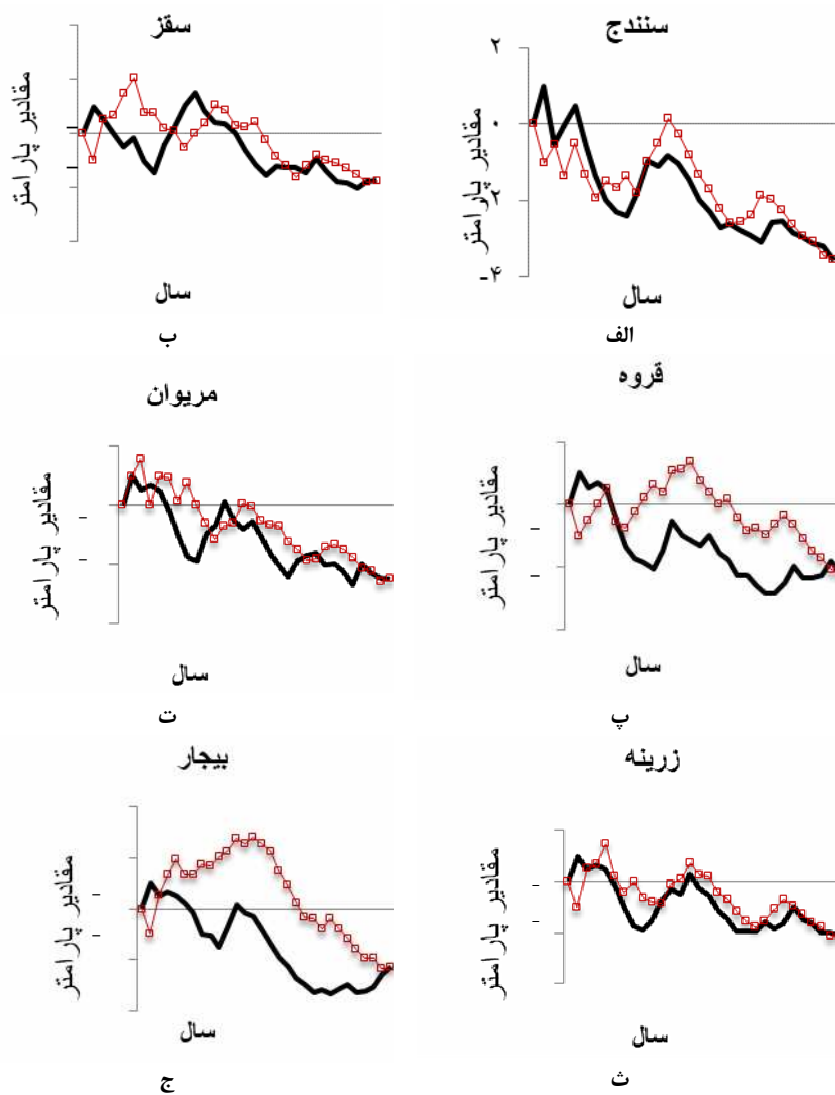 سنندج
مقادیر پارامتر
۲
۰
-۲
-۴
سال
الف
سقز
مقادیر پارامتر
سال
ب
قروه
مقادیر پارامتر
سال
پ
مریوان
مقادیر پارامتر
سال
ت
زرینه
مقادیر پارامتر
سال
ث
بیجار
مقادیر پارامتر
سال
ج